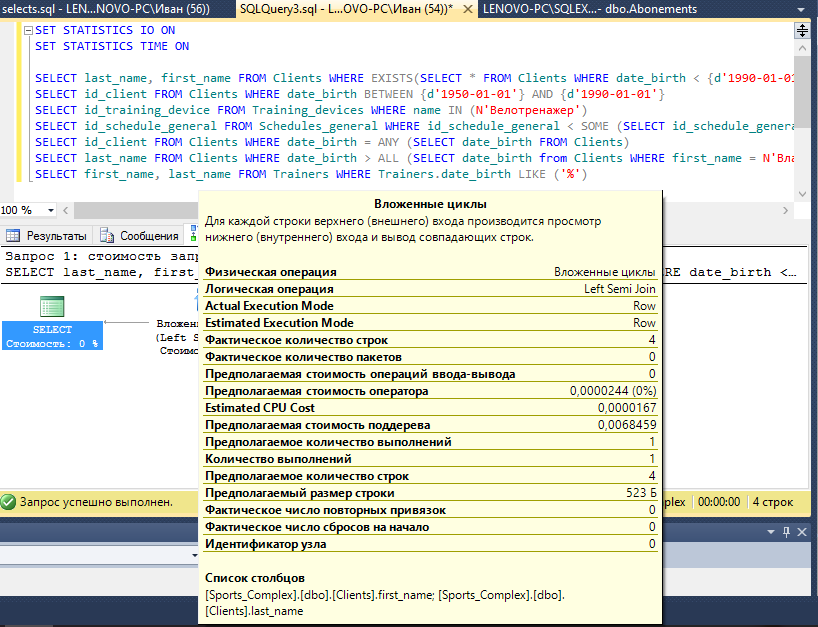 selects.sql - LEN...NOVO-PC\Иван (56))
SQLQuery3.sql - L...OVO-PC\Иван (54))*
LENOVO-PC\SQLEX...- dbo.Abonements
SET STATISTICS IO ON
SET STATISTICS TIME ON
SELECT last_name, first_name FROM Clients WHERE EXISTS(SELECT * FROM Clients WHERE date_birth < {d'1990-01-01
SELECT id_client FROM Clients WHERE date_birth BETWEEN {d'1950-01-01'} AND {d'1990-01-01'}
SELECT id_training_device FROM Training_devices WHERE name IN (N'Велотренажер')
SELECT id_schedule_general FROM Schedules_general WHERE id_schedule_general < SOME (SELECT id_schedule_genera
SELECT id_client FROM Clients WHERE date_birth = ANY (SELECT date_birth FROM Clients)
SELECT last_name FROM Clients WHERE date_birth > ALL (SELECT date_birth from Clients WHERE first_name = N'Вла
SELECT first_name, last_name FROM Trainers WHERE Trainers.date_birth LIKE ('%')
100 %
Результаты
Сообщения
Запрос 1: стоимость запр
SELECT last_name, first_
RE date_birth <…
SELECT
Стоимость: 0 %
Вложен
(Left S
Стоимо
Вложенные циклы
Для каждой строки верхнего (внешнего) входа производится просмотр
нижнего (внутреннего) входа и вывод совпадающих строк.
Физическая операция Вложенные циклы
Логическая операция Left Semi Join
Actual Execution Mode Row
Estimated Execution Mode Row
Фактическое количество строк 4
Фактическое количество пакетов 0
Предполагаемая стоимость операций ввода-вывода 0
Предполагаемая стоимость оператора 0,0000244 (0%)
Estimated CPU Cost 0,0000167
Предполагаемая стоимость поддерева 0,0068459
Предполагаемое количество выполнений 1
Количество выполнений 1
Предполагаемое количество строк 4
Предполагаемый размер строки 523 Б
Фактическое число повторных привязок 0
Фактическое число сбросов на начало 0
Идентификатор узла 0
Список столбцов
[Sports_Complex].[dbo].[Clients].first_name; [Sports_Complex].[dbo].
[Clients].last_name
Запрос успешно выполнен.
plex
00:00:00
4 строк